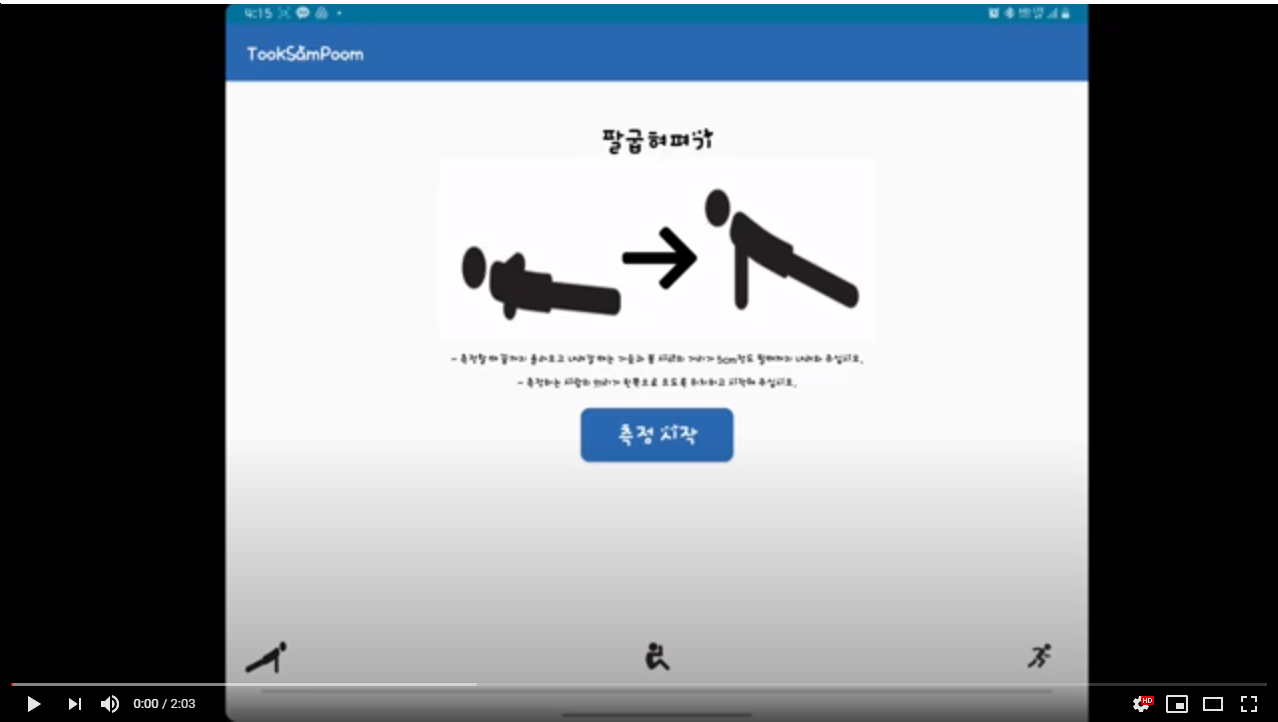 4:15
TookSamPoom
팔굽혀펴기
- 측정할 때 끝까지 올라오고 내려갈 때는 가슴과 봉 사이의 거리가 5cm정도 될때까지 내려와 주십시오.
- 측정하는 사람의 머리가 왼쪽으로 오도록 위치하고 시작해 주십시오.
측정 시작
0:00 / 2:03
HD